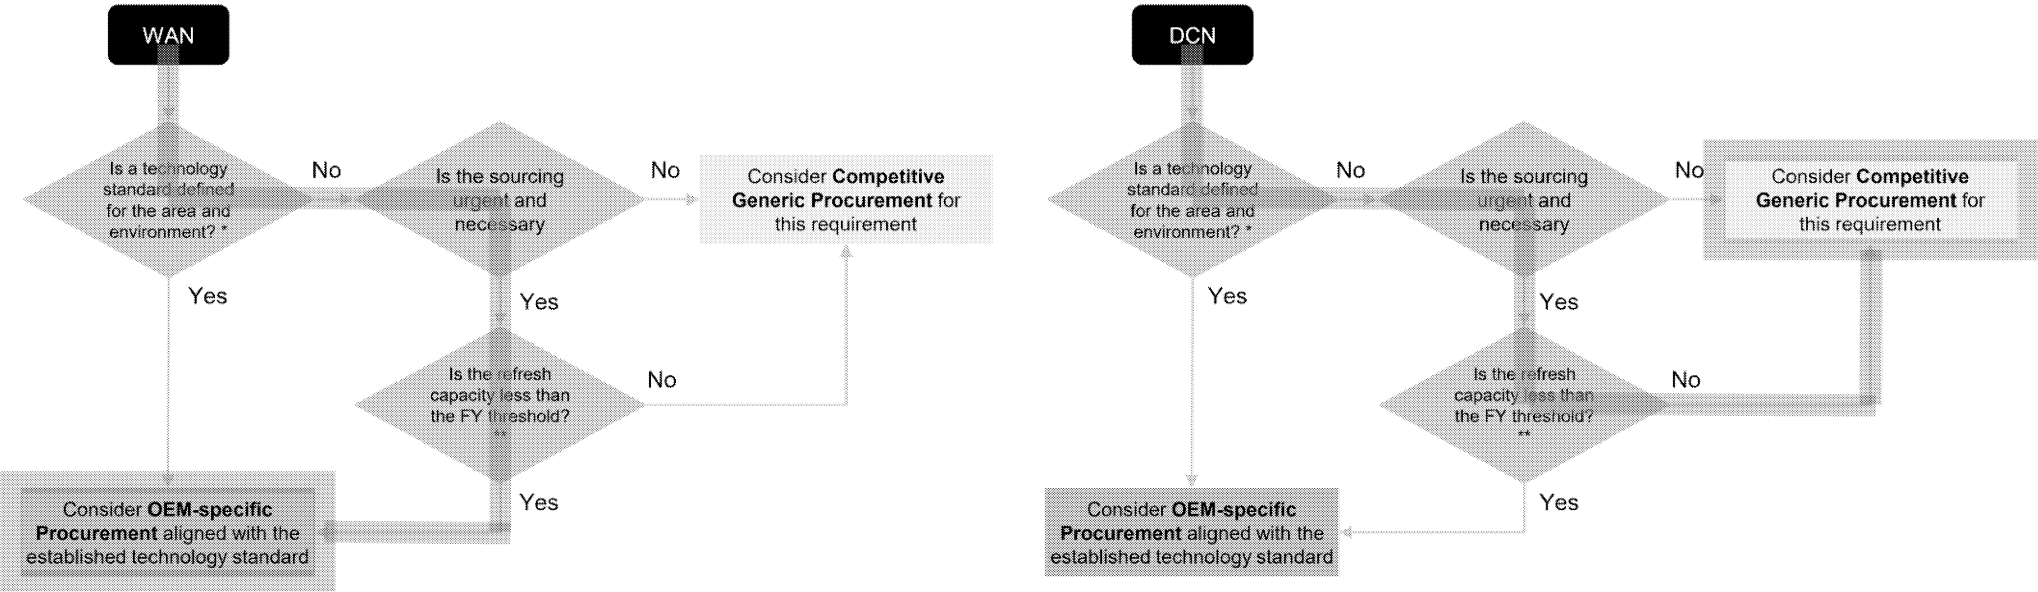 WAN
Is a technology
standard defined
for the area and
environment? *
No
Is the sourcing
urgent and
necessary
No
Consider Competitive
Generic Procurement for
this requirement
Yes
Yes
Is the refresh
capacity less than
the FY threshold?
**
No
Yes
Consider OEM-specific
Procurement aligned with the
established technology standard
DCN
Is a technology
standard defined
for the area and
environment? *
No
Is the sourcing
urgent and
necessary
No
Consider Competitive
Generic Procurement for
this requirement
Yes
Yes
Is the refresh
capacity less than
the FY threshold?
**
No
Yes
Consider OEM-specific
Procurement aligned with the
established technology standard